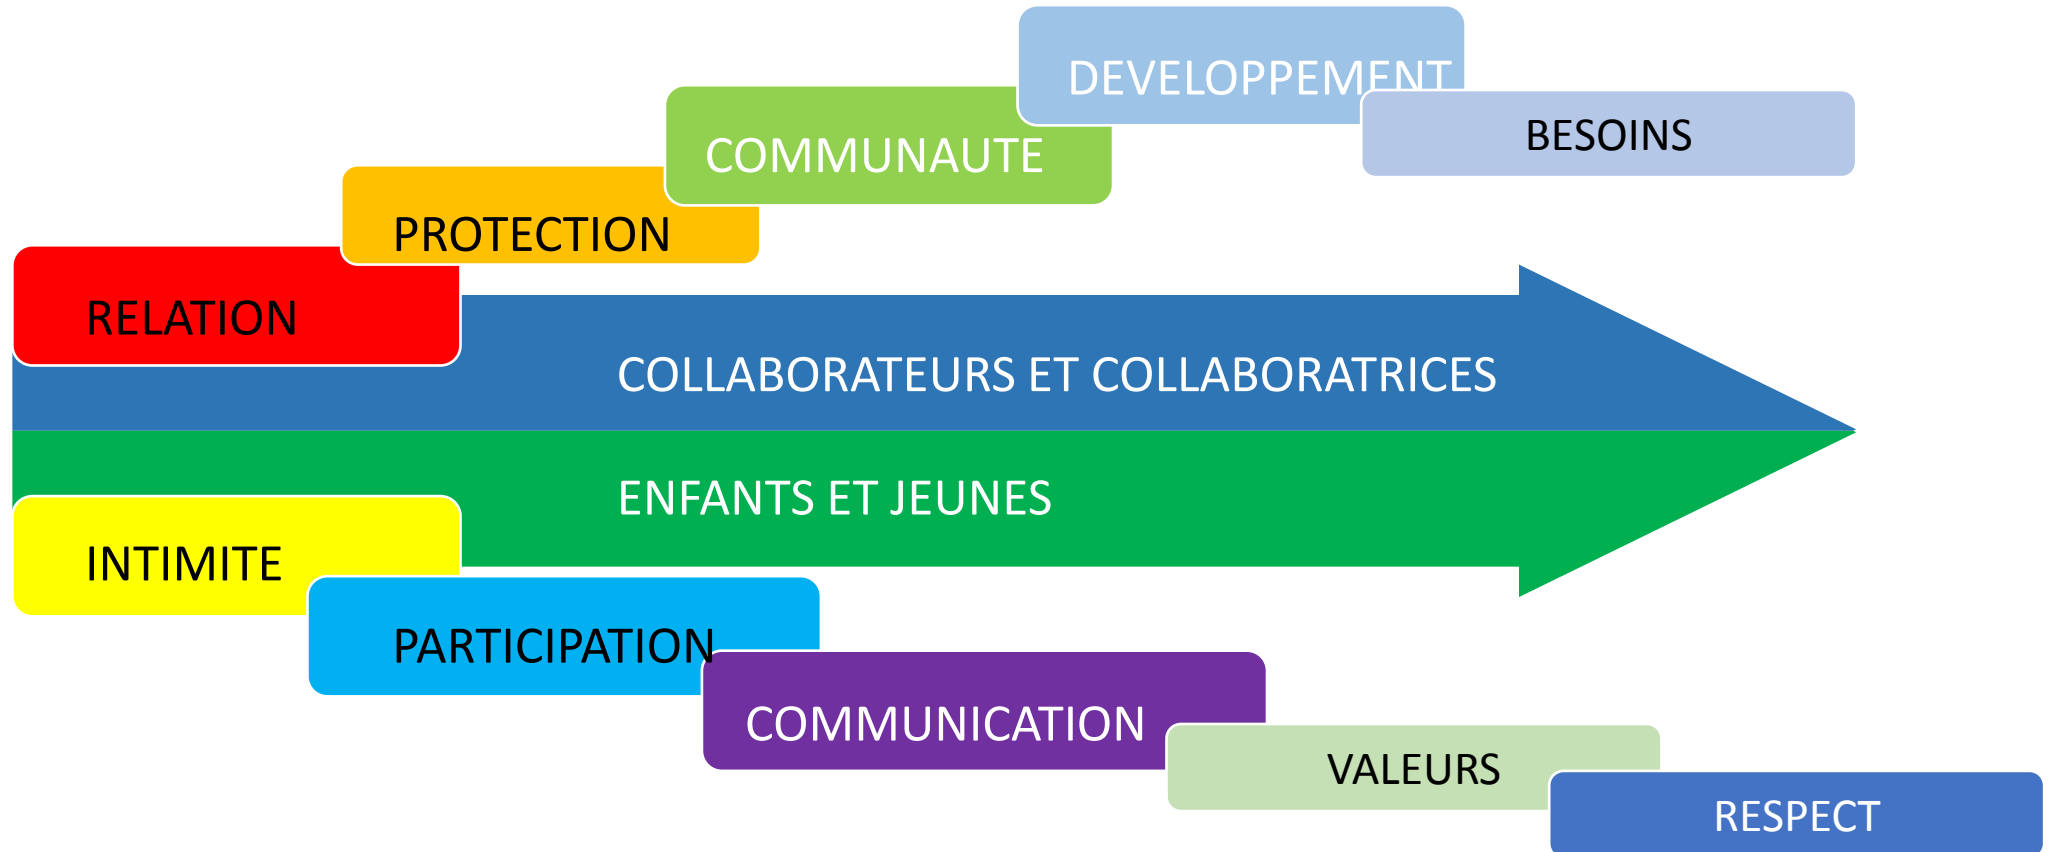 DEVELOPPEMENT
BESOINS
COMMUNAUTE
PROTECTION
RELATION
COLLABORATEURS ET COLLABORATRICES
ENFANTS ET JEUNES
INTIMITE
PARTICIPATION
COMMUNICATION
VALEURS
RESPECT